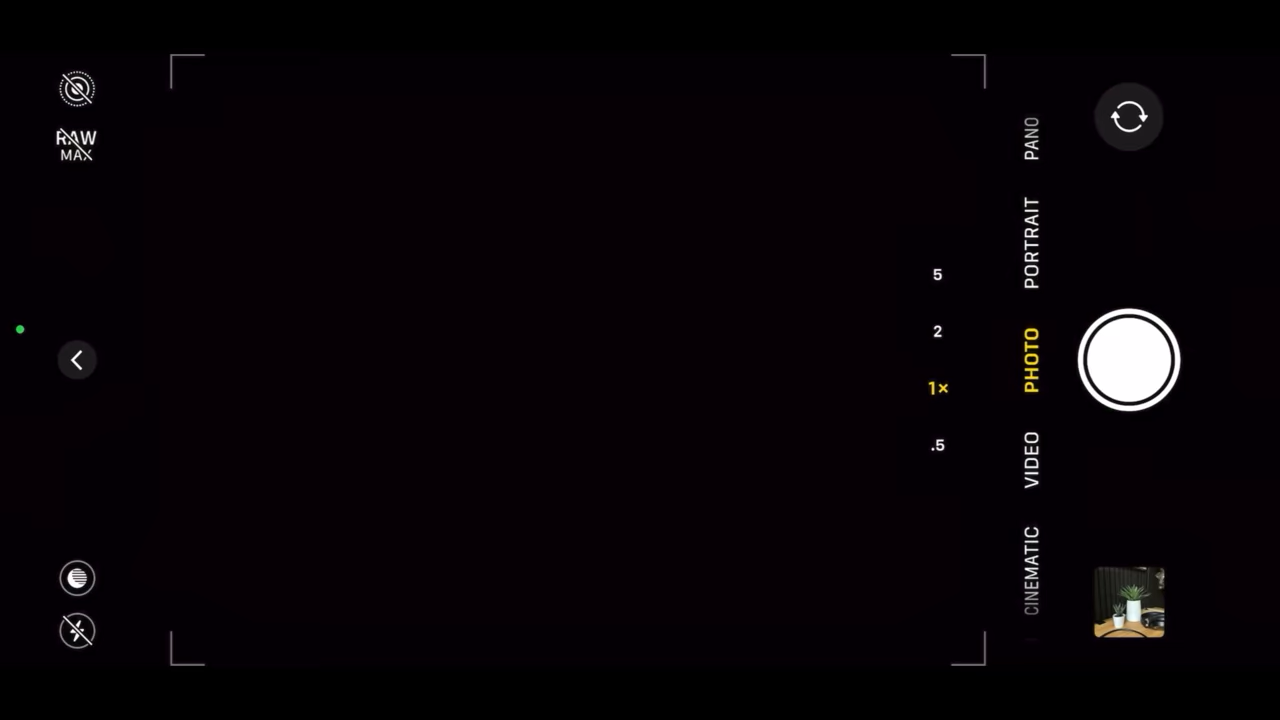 RAW
MAX
5
2
1×
.5
PANO
PORTRAIT
PHOTO
VIDEO
CINEMATIC